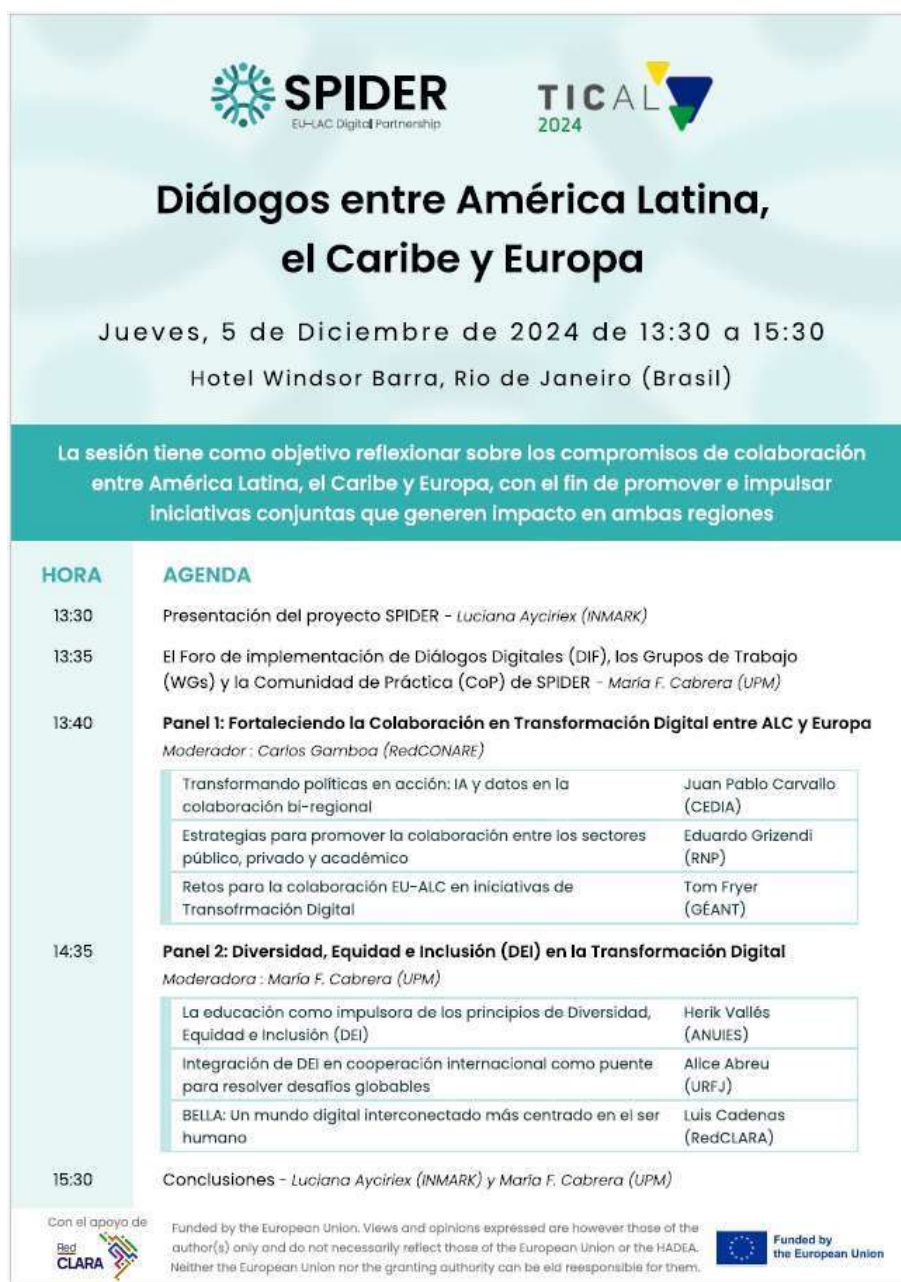 SPIDER
EU-LAC Digital Partnership
TICAL
2024
Diálogos entre América Latina,
el Caribe y Europa
Jueves, 5 de Diciembre de 2024 de 13:30 a 15:30
Hotel Windsor Barra, Rio de Janeiro (Brasil)
La sesión tiene como objetivo reflexionar sobre los compromisos de colaboración
entre América Latina, el Caribe y Europa, con el fin de promover e impulsar
iniciativas conjuntas que generen impacto en ambas regiones
HORA AGENDA
13:30 Presentación del proyecto SPIDER - Luciana Ayciriex (INMARK)
13:35 El Foro de implementación de Diálogos Digitales (DIF), los Grupos de Trabajo
(WGs) y la Comunidad de Práctica (CoP) de SPIDER - María F. Cabrera (UPM)
13:40 Panel 1: Fortaleciendo la Colaboración en Transformación Digital entre ALC y Europa
Moderador : Carlos Gamboa (RedCONARE)
Transformando políticas en acción: IA y datos en la Juan Pablo Carvallo
colaboración bi-regional (CEDIA)
Estrategias para promover la colaboración entre los sectores Eduardo Grizendi
público, privado y académico (RNP)
Retos para la colaboración EU-ALC en iniciativas de Tom Fryer
Transofrmación Digital (GÉANT)
14:35 Panel 2: Diversidad, Equidad e Inclusión (DEI) en la Transformación Digital
Moderadora : María F. Cabrera (UPM)
La educación como impulsora de los principios de Diversidad, Herik Vallés
Equidad e Inclusión (DEI) (ANUIES)
Integración de DEI en cooperación internacional como puente Alice Abreu
para resolver desafíos globables (URFJ)
BELLA: Un mundo digital interconectado más centrado en el ser Luis Cadenas
humano (RedCLARA)
15:30 Conclusiones - Luciana Ayciriex (INMARK) y María F. Cabrera (UPM)
Con el apoyo de
Red
CLARA
Funded by the European Union. Views and opinions expressed are however those of the
author(s) only and do not necessarily reflect those of the European Union or the HADEA.
Neither the European Union nor the granting authority can be eld reesponsible for them.
Funded by
the European Union